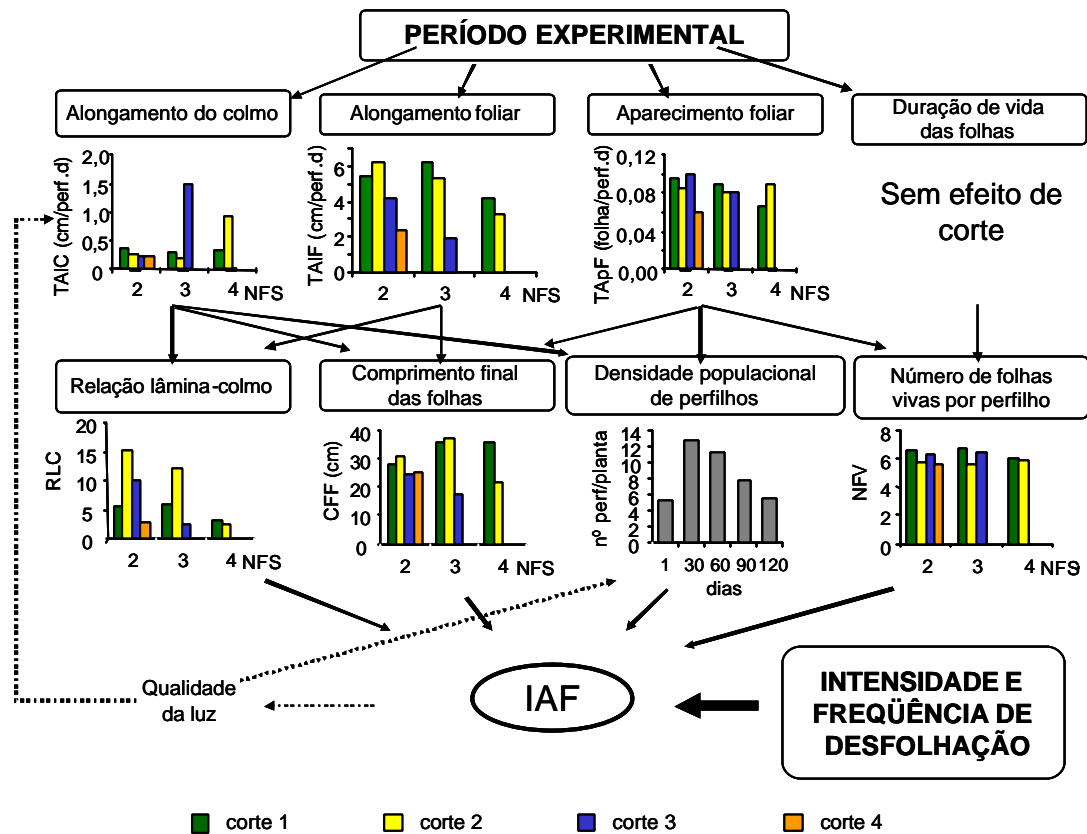 PERÍODO EXPERIMENTAL
Alongamento do colmo
Alongamento foliar
Aparecimento foliar
Duração de vida
das folhas
TAlC (cm/perf.d)
2,0
1,5
1,0
0,5
0
2
3
4
NFS
TAlF (cm/perf.d)
6
4
2
0
2
3
4
NFS
TApF (folha/perf.d)
0,12
0,08
0,04
0,00
2
3
4
NFS
Sem efeito de
corte
Relação lâmina-colmo
Comprimento final
das folhas
Densidade populacional
de perfilhos
Número de folhas
vivas por perfilho
RLC
20
15
10
5
0
2
3
4 NFS
CFF (cm)
40
30
20
10
0
2
3
4 NFS
nº perf/planta
14
12
10
8
6
4
2
0
1 30 60 90 120
dias
NFV
8
6
4
2
0
2
3
4 NFS
Qualidade
da luz
IAF
INTENSIDADE E
FREQÜÊNCIA DE
DESFOLHAÇÃO
corte 1
corte 2
corte 3
corte 4